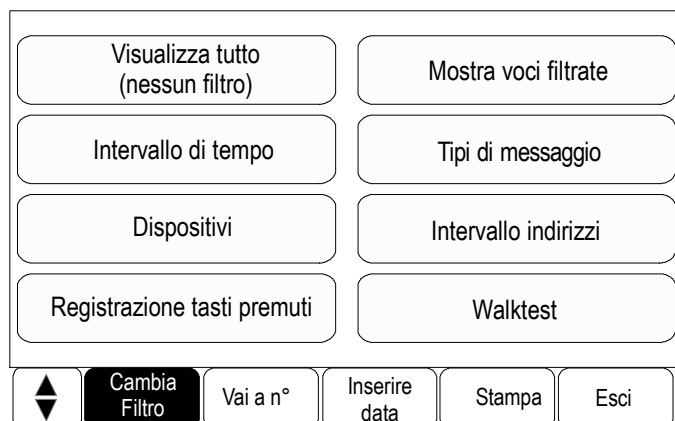 Visualizza tutto
(nessun filtro)
Mostra voci filtrate
Intervallo di tempo
Tipi di messaggio
Dispositivi
Intervallo indirizzi
Registrazione tasti premuti
Walktest
Cambia
Filtro
Vai a n°
Inserire
data
Stampa
Esci